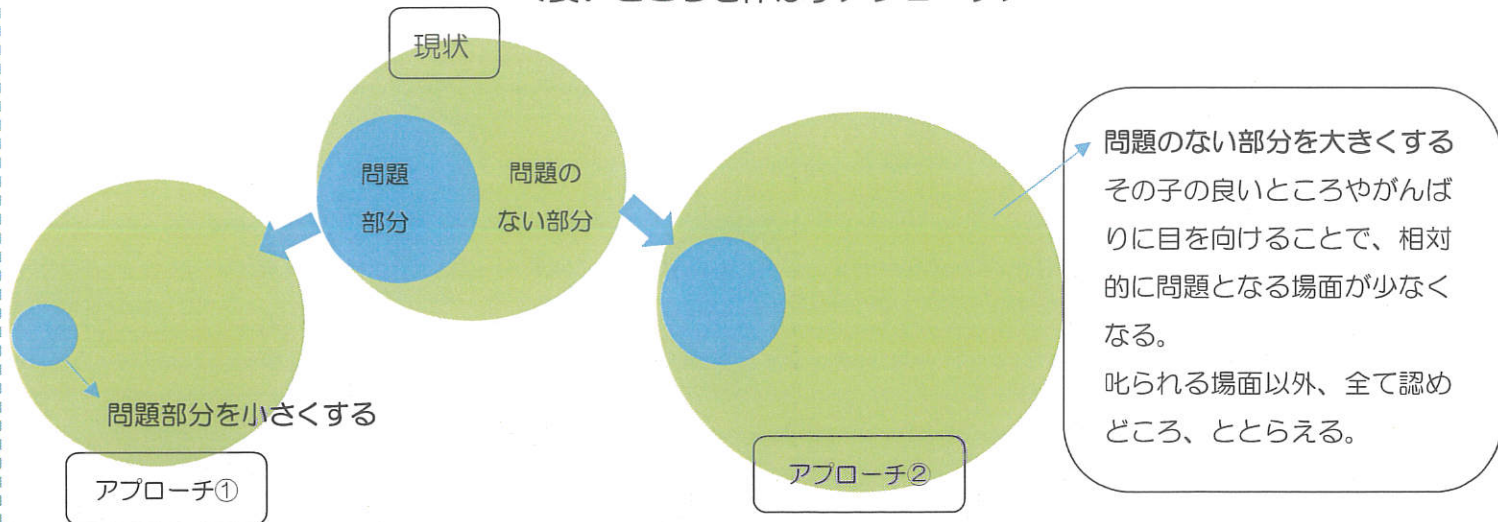 現状
問題
部分
問題の
ない部分
問題部分を小さくする
アプローチ①
アプローチ②
問題のない部分を大きくする
その子の良いところやがんば
りに目を向けることで、相対
的に問題となる場面が少なく
なる。
叱られる場面以外、全て認め
どころ、ととらえる。